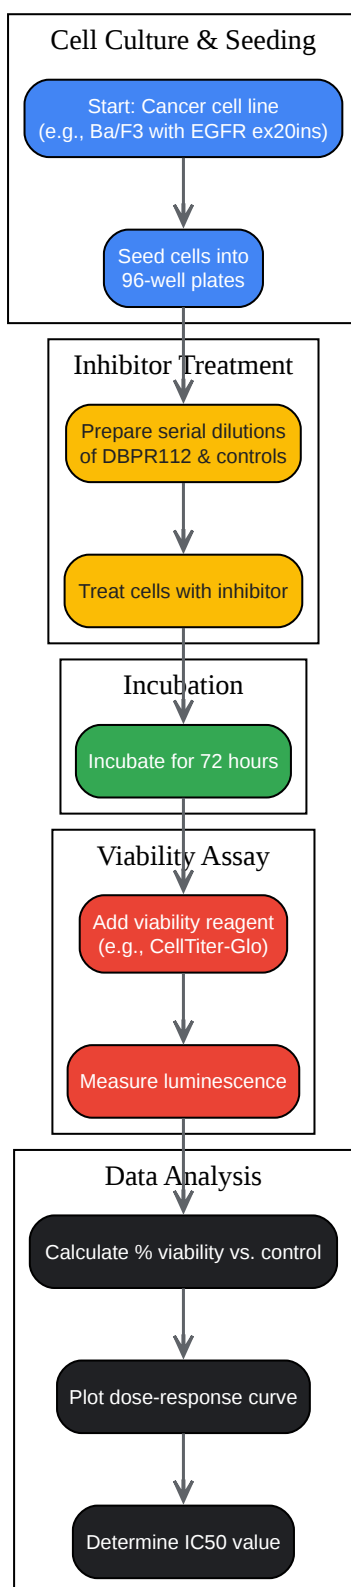 Cell Culture & Seeding
Start: Cancer cell line
(e.g., Ba/F3 with EGFR ex20ins)
Seed cells into
96-well plates
Inhibitor Treatment
Prepare serial dilutions
of DBPR112 & controls
Treat cells with inhibitor
Incubation
Incubate for 72 hours
Viability Assay
Add viability reagent
(e.g., CellTiter-Glo)
Measure luminescence
Data Analysis
Calculate % viability vs. control
Plot dose-response curve
Determine IC50 value